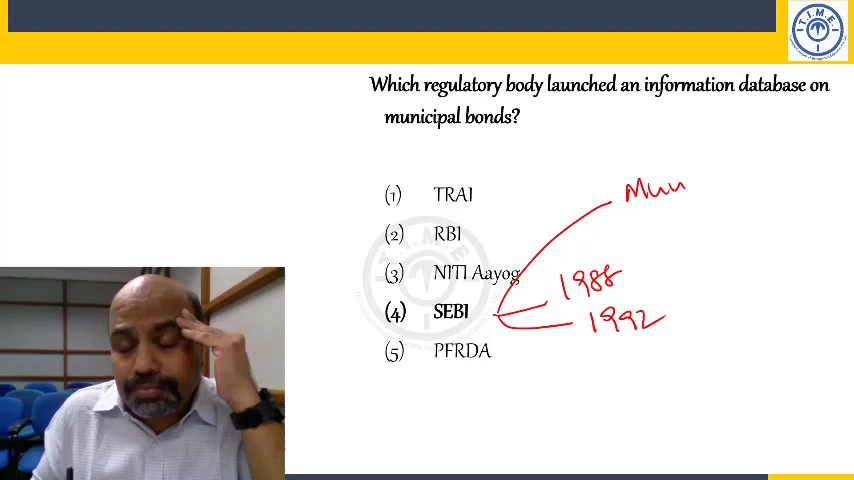 T.I.M.E.
Which regulatory body launched an information database on
municipal bonds?
(1) TRAI
(2) RBI
(3) NITI Aayog
(4) SEBI
(5) PFRDA
1988
1992